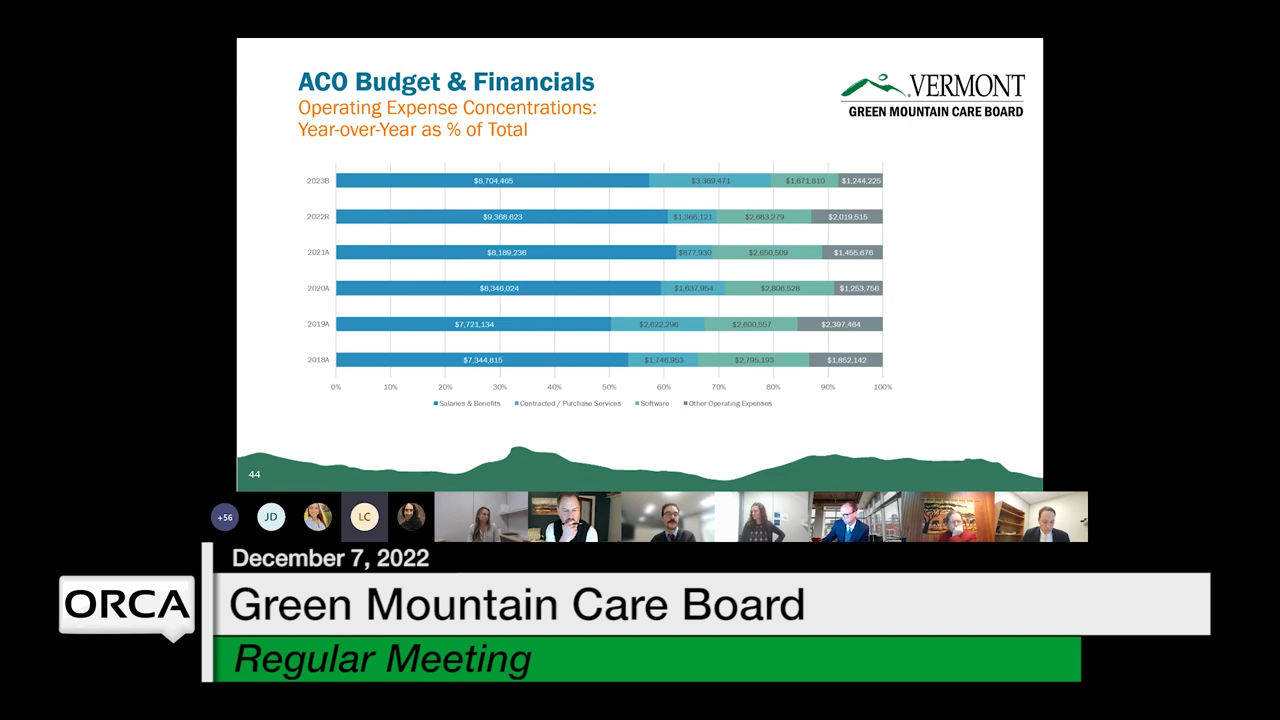 ACO Budget & Financials
Operating Expense Concentrations:
Year-over-Year as % of Total
VERMONT
GREEN MOUNTAIN CARE BOARD
2023B $8,704,465 $3,369,471 $1,871,810 $1,244,225
2022R $9,368,623 $1,366,121 $2,683,279 $2,019,515
2021A $8,189,236 $877,930 $2,650,509 $1,455,676
2020A $8,346,024 $1,637,954 $2,806,528 $1,253,756
2019A $7,721,134 $2,622,296 $2,600,557 $2,397,464
2018A $7,344,815 $1,746,953 $2,795,193 $1,852,142
0% 10% 20% 30% 40% 50% 60% 70% 80% 90% 100%
Salaries & Benefits Contracted / Purchase Services Software Other Operating Expenses
44
+56 JD LC
December 7, 2022
ORCA
Green Mountain Care Board
Regular Meeting